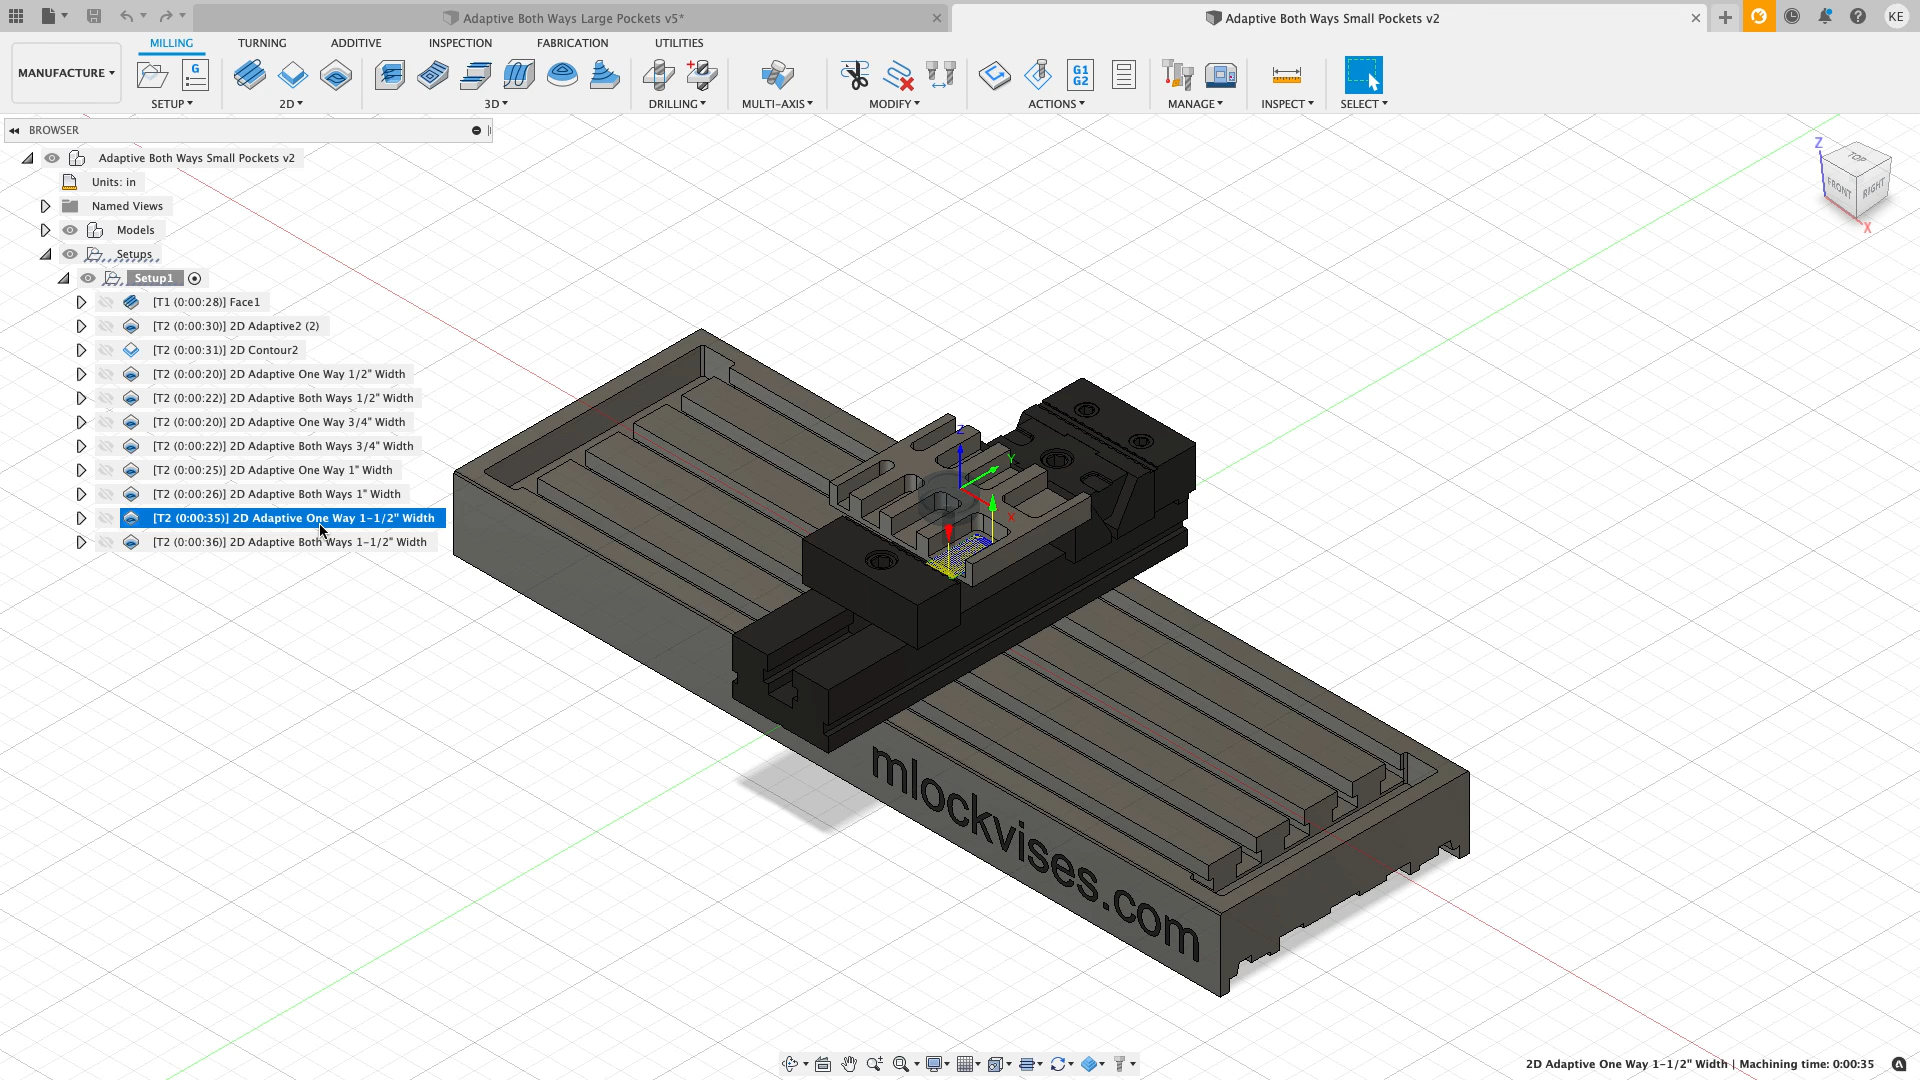 Adaptive Both Ways Large Pockets v5*
Adaptive Both Ways Small Pockets v2
KE
MANUFACTURE
MILLING
TURNING
ADDITIVE
INSPECTION
FABRICATION
UTILITIES
G
G1
G2
SETUP
2D
3D
DRILLING
MULTI-AXIS
MODIFY
ACTIONS
MANAGE
INSPECT
SELECT
BROWSER
Adaptive Both Ways Small Pockets v2
Units: in
Named Views
Models
Setups
Setup1
[T1 (0:00:28)] Face1
[T2 (0:00:30)] 2D Adaptive2 (2)
[T2 (0:00:31)] 2D Contour2
[T2 (0:00:20)] 2D Adaptive One Way 1/2" Width
[T2 (0:00:22)] 2D Adaptive Both Ways 1/2" Width
[T2 (0:00:20)] 2D Adaptive One Way 3/4" Width
[T2 (0:00:22)] 2D Adaptive Both Ways 3/4" Width
[T2 (0:00:25)] 2D Adaptive One Way 1" Width
[T2 (0:00:26)] 2D Adaptive Both Ways 1" Width
[T2 (0:00:35)] 2D Adaptive One Way 1-1/2" Width
[T2 (0:00:36)] 2D Adaptive Both Ways 1-1/2" Width
Z
TOP
FRONT
RIGHT
X
Z
Y
X
mlockvises.com
2D Adaptive One Way 1-1/2" Width | Machining time: 0:00:35